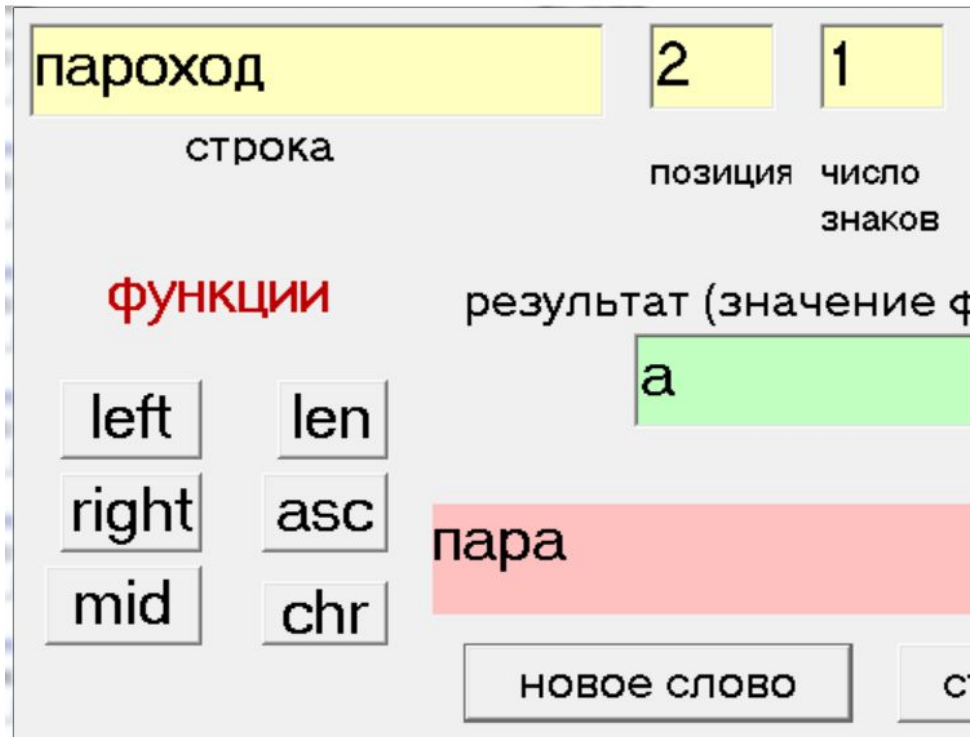 пароход 2 1
строка
позиция число
знаков
функции
результат (значение
а
left len
right asc
mid chr
пара
новое слово